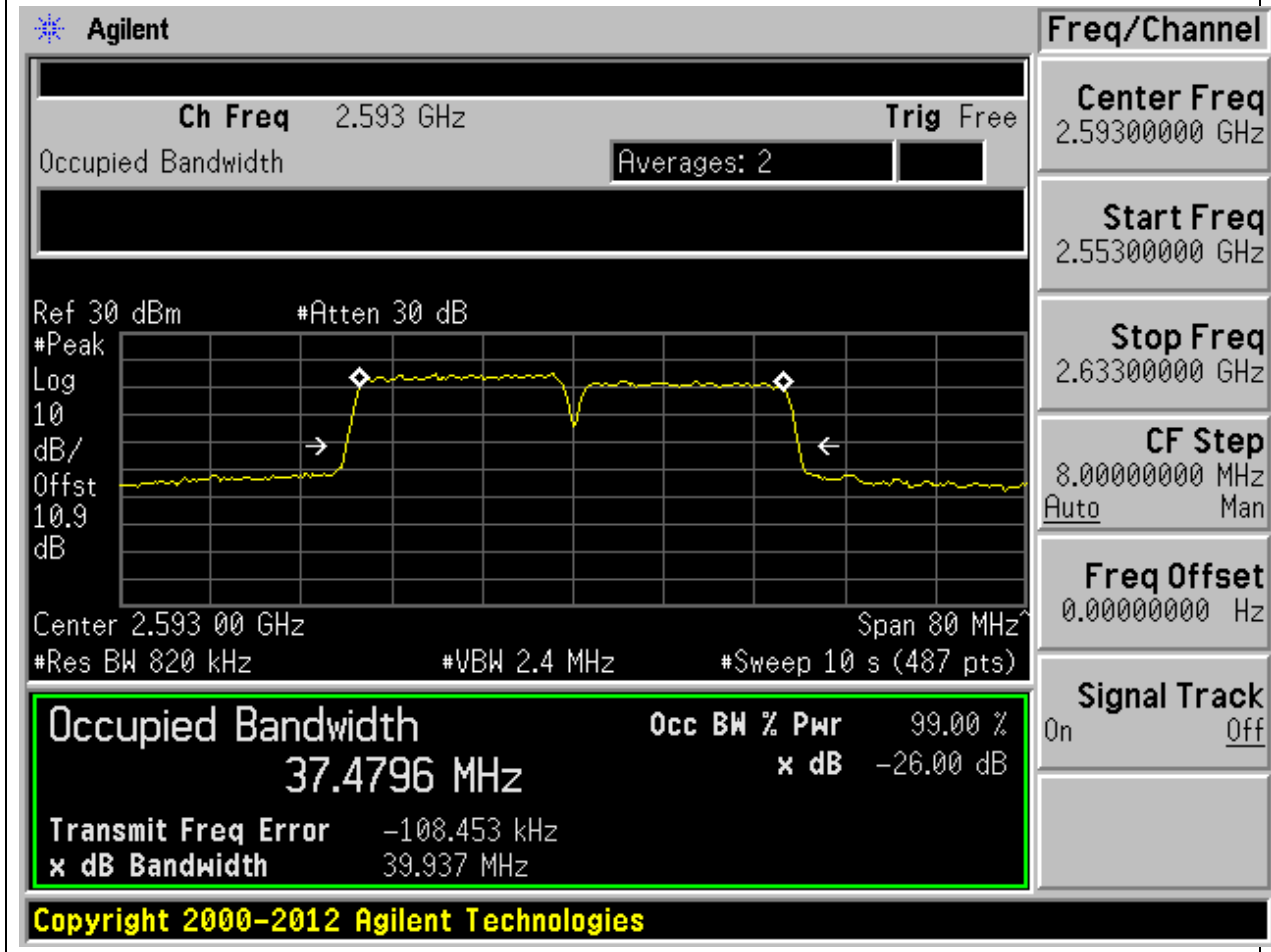 Agilent
Freq/Channel
Ch Freq 2.593 GHz Trig Free
Occupied Bandwidth Averages: 2
Center Freq
2.59300000 GHz
Start Freq
2.55300000 GHz
Stop Freq
2.63300000 GHz
CF Step
8.00000000 MHz
Auto Man
Freq Offset
0.00000000 Hz
Signal Track
On Off
Ref 30 dBm #Atten 30 dB
#Peak
Log
10
dB/
Offst
10.9
dB
Center 2.593 00 GHz Span 80 MHz^
#Res BW 820 kHz #VBW 2.4 MHz #Sweep 10 s (487 pts)
Occupied Bandwidth Occ BW % Pwr 99.00 %
37.4796 MHz x dB -26.00 dB
Transmit Freq Error -108.453 kHz
x dB Bandwidth 39.937 MHz
Copyright 2000-2012 Agilent Technologies